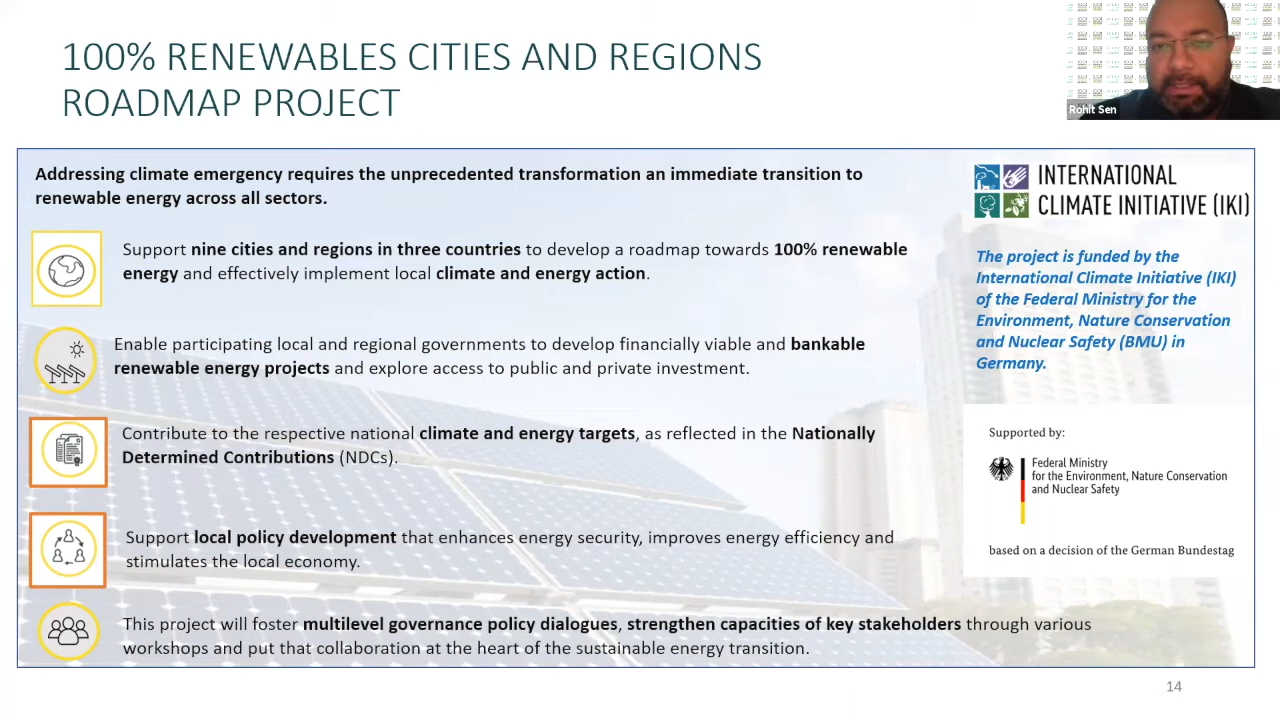 100% RENEWABLES CITIES AND REGIONS
ROADMAP PROJECT
Rohit Sen
Addressing climate emergency requires the unprecedented transformation an immediate transition to
renewable energy across all sectors.
Support nine cities and regions in three countries to develop a roadmap towards 100% renewable
energy and effectively implement local climate and energy action.
Enable participating local and regional governments to develop financially viable and bankable
renewable energy projects and explore access to public and private investment.
Contribute to the respective national climate and energy targets, as reflected in the Nationally
Determined Contributions (NDCs).
Support local policy development that enhances energy security, improves energy efficiency and
stimulates the local economy.
This project will foster multilevel governance policy dialogues, strengthen capacities of key stakeholders through various
workshops and put that collaboration at the heart of the sustainable energy transition.
INTERNATIONAL
CLIMATE INITIATIVE (IKI)
The project is funded by the
International Climate Initiative (IKI)
of the Federal Ministry for the
Environment, Nature Conservation
and Nuclear Safety (BMU) in
Germany.
Supported by:
Federal Ministry
for the Environment, Nature Conservation
and Nuclear Safety
based on a decision of the German Bundestag
14